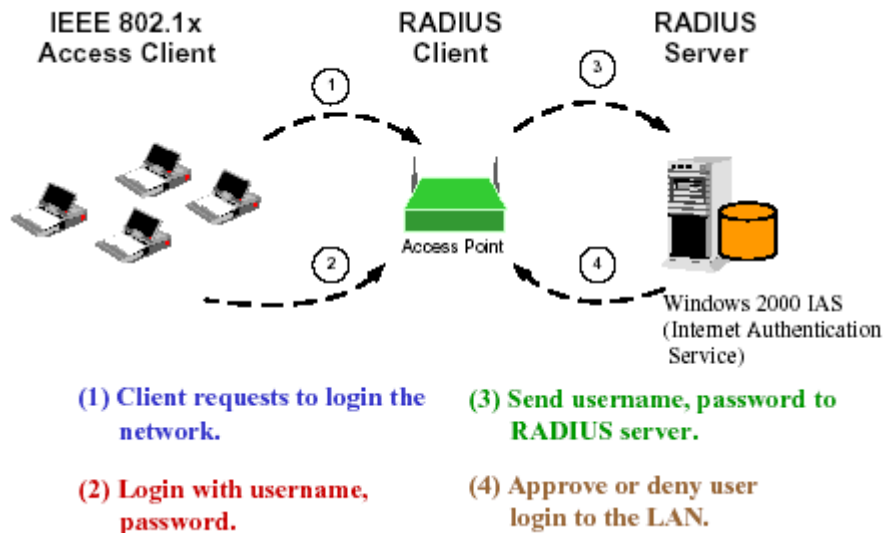 IEEE 802.1x
Access Client
RADIUS
Client
RADIUS
Server
1
3
Access Point
2
4
Windows 2000 IAS
(Internet Authentication
Service)
(1) Client requests to login the
network.
(2) Login with username,
password.
(3) Send username, password to
RADIUS server.
(4) Approve or deny user
login to the LAN.